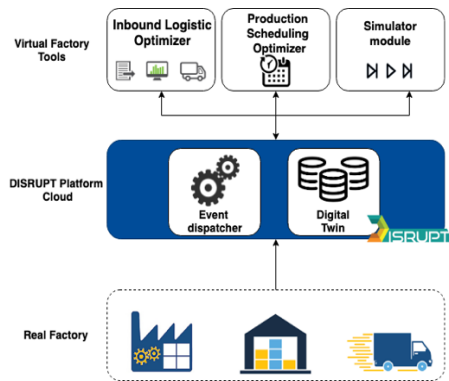 Virtual Factory
Tools
Inbound Logistic
Optimizer
Production
Scheduling
Optimizer
Simulator
module
DISRUPT Platform
Cloud
Event
dispatcher
Digital
Twin
ISRUPT
Real Factory